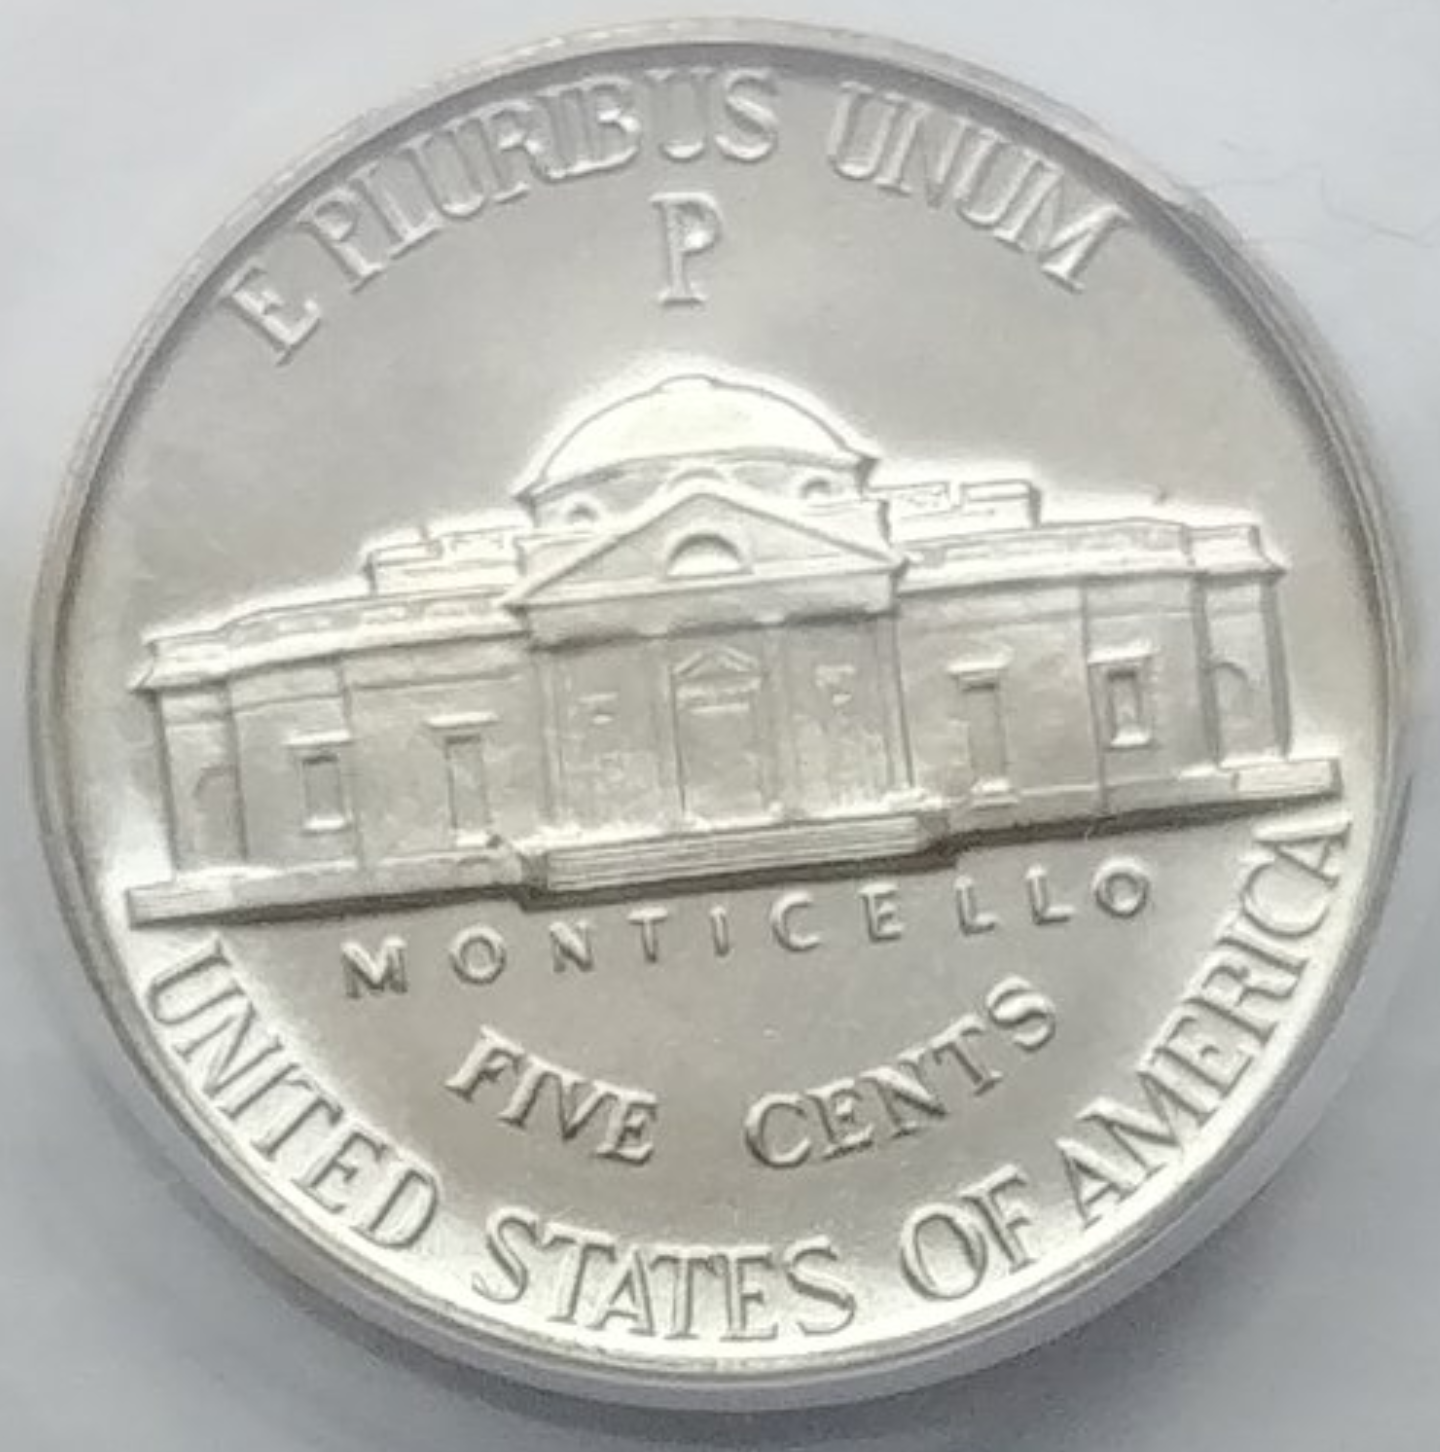 E PLURIBUS UNUM
P
MONTICELLO
FIVE CENTS
UNITED STATES OF AMERICA